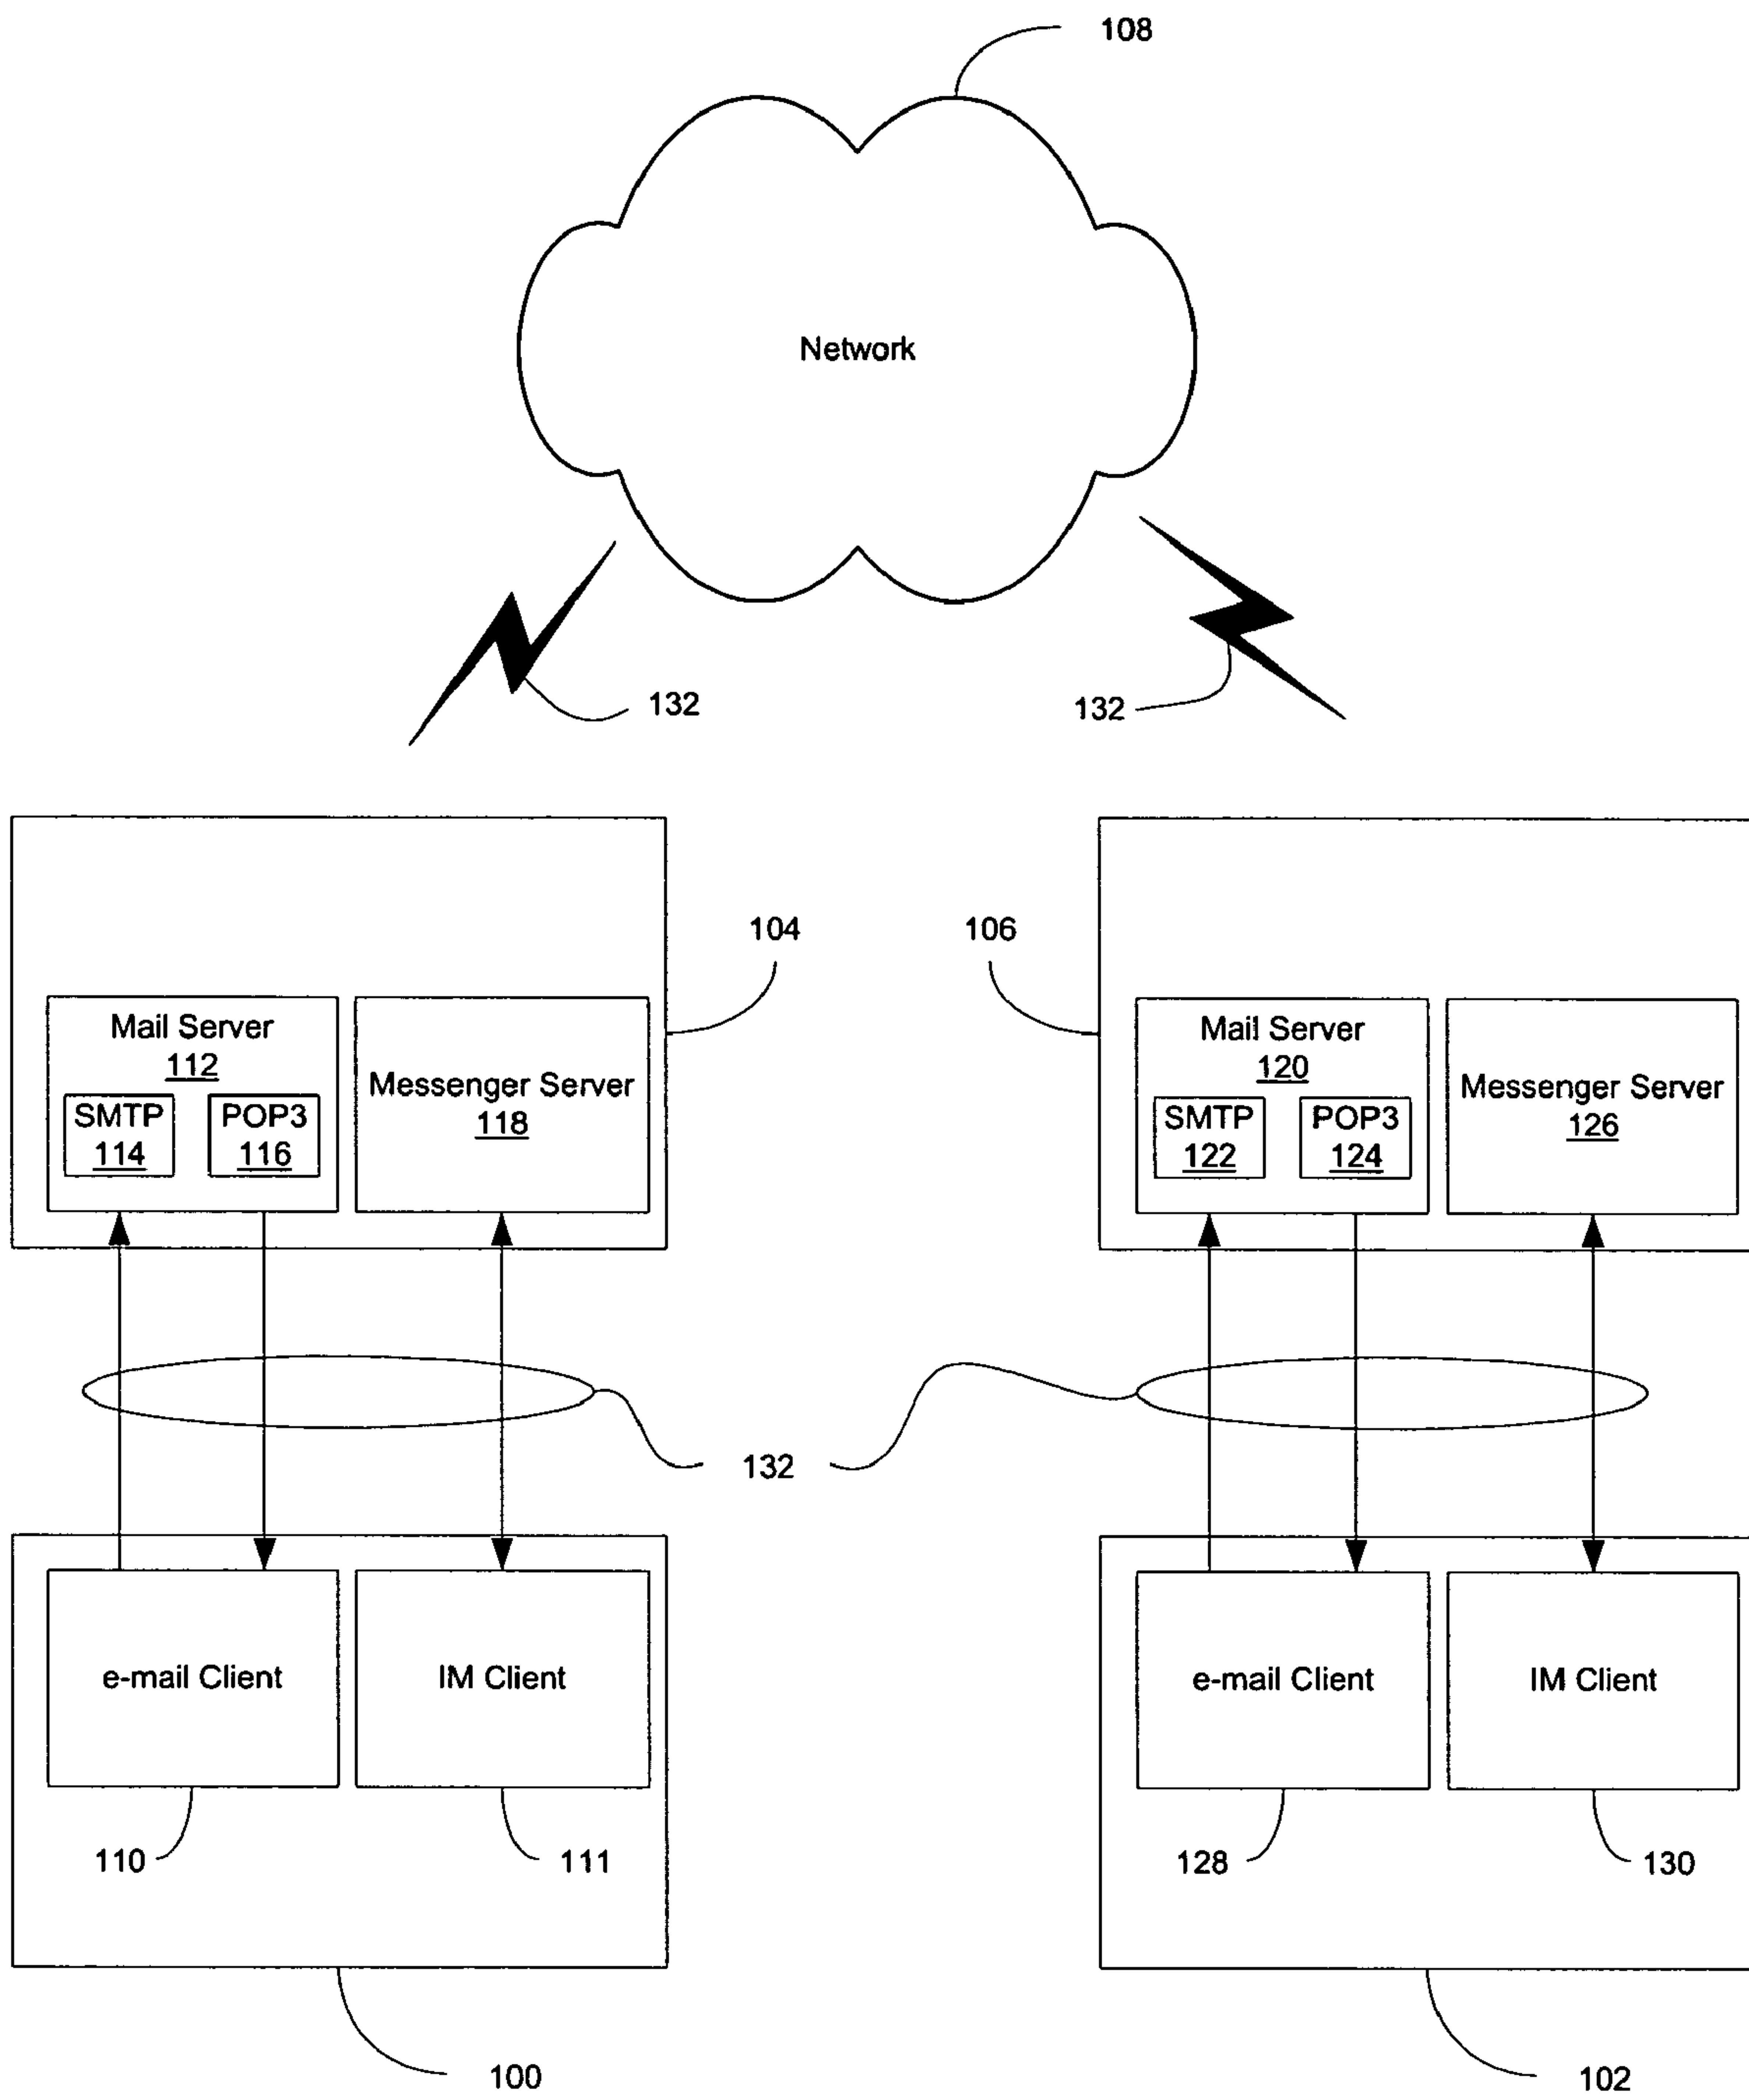 108
Network
132
132
104
106
Mail Server
112
SMTP
114
POP3
116
Messenger Server
118
Mail Server
120
SMTP
122
POP3
124
Messenger Server
126
132
e-mail Client
IM Client
e-mail Client
IM Client
110
111
128
130
100
102